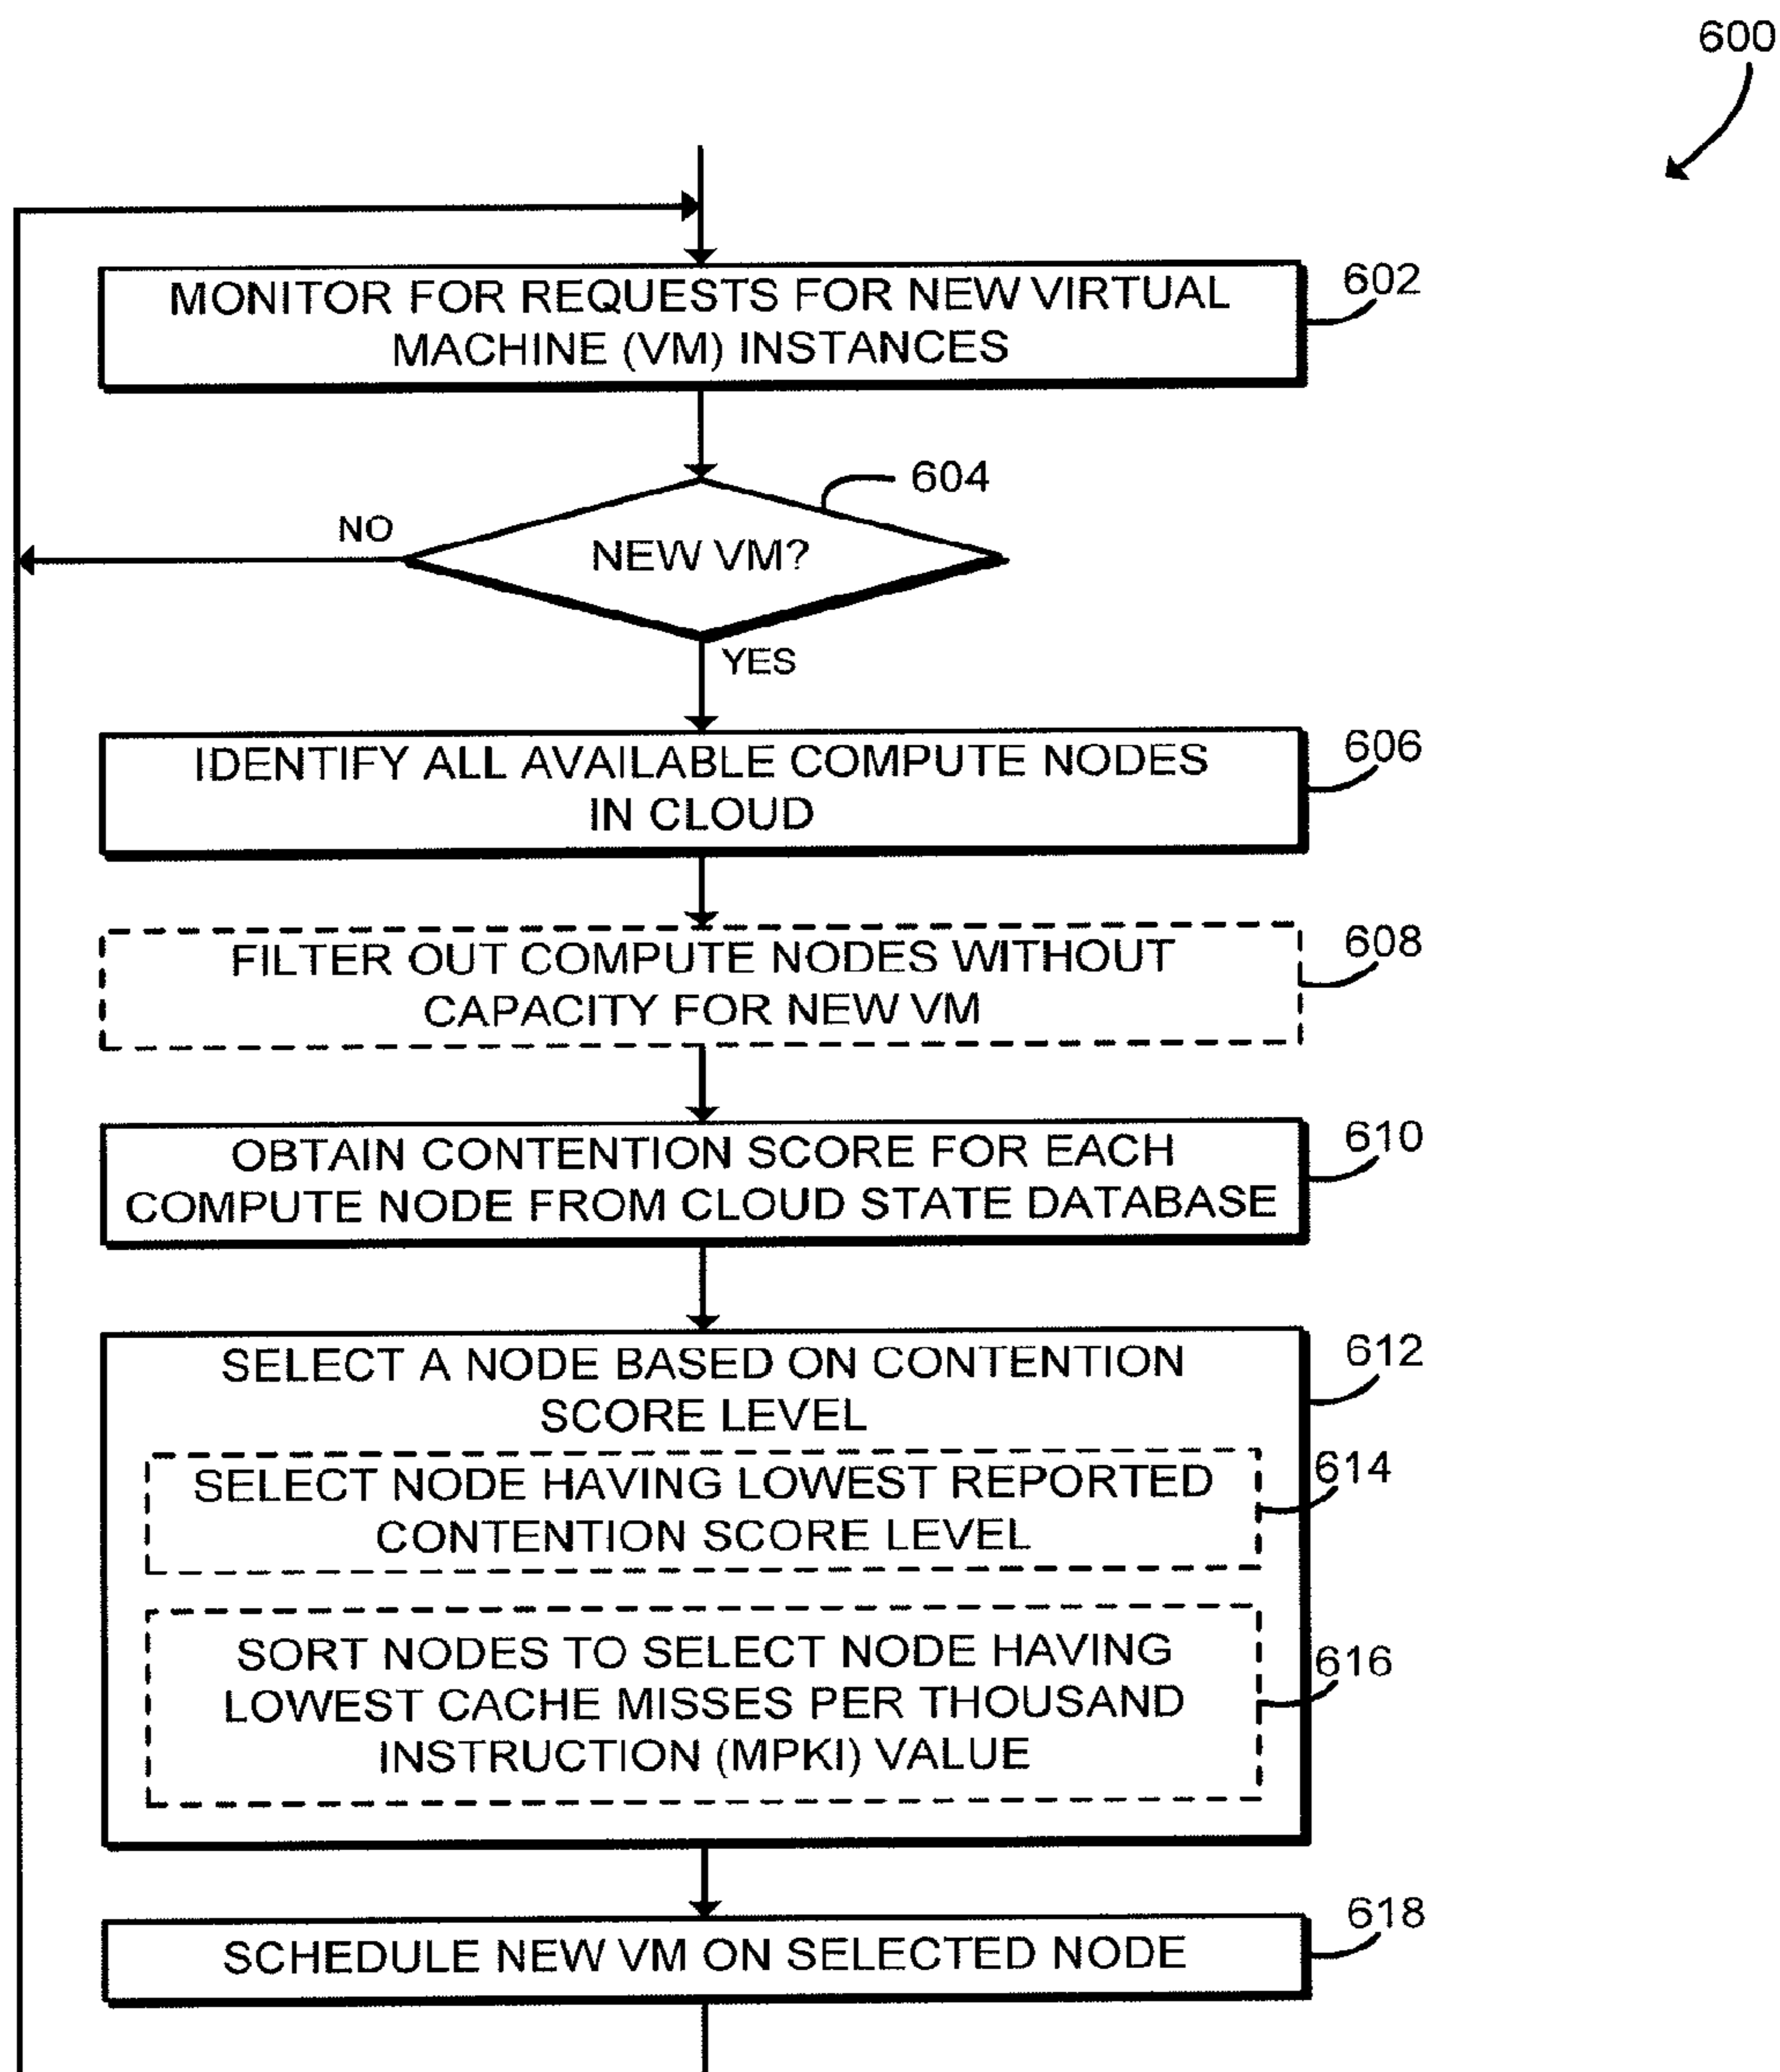 600
MONITOR FOR REQUESTS FOR NEW VIRTUAL
MACHINE (VM) INSTANCES
602
604
NEW VM?
NO
YES
IDENTIFY ALL AVAILABLE COMPUTE NODES
IN CLOUD
606
FILTER OUT COMPUTE NODES WITHOUT
CAPACITY FOR NEW VM
608
OBTAIN CONTENTION SCORE FOR EACH
COMPUTE NODE FROM CLOUD STATE DATABASE
610
SELECT A NODE BASED ON CONTENTION
SCORE LEVEL
612
SELECT NODE HAVING LOWEST REPORTED
CONTENTION SCORE LEVEL
614
SORT NODES TO SELECT NODE HAVING
LOWEST CACHE MISSES PER THOUSAND
INSTRUCTION (MPKI) VALUE
616
SCHEDULE NEW VM ON SELECTED NODE
618